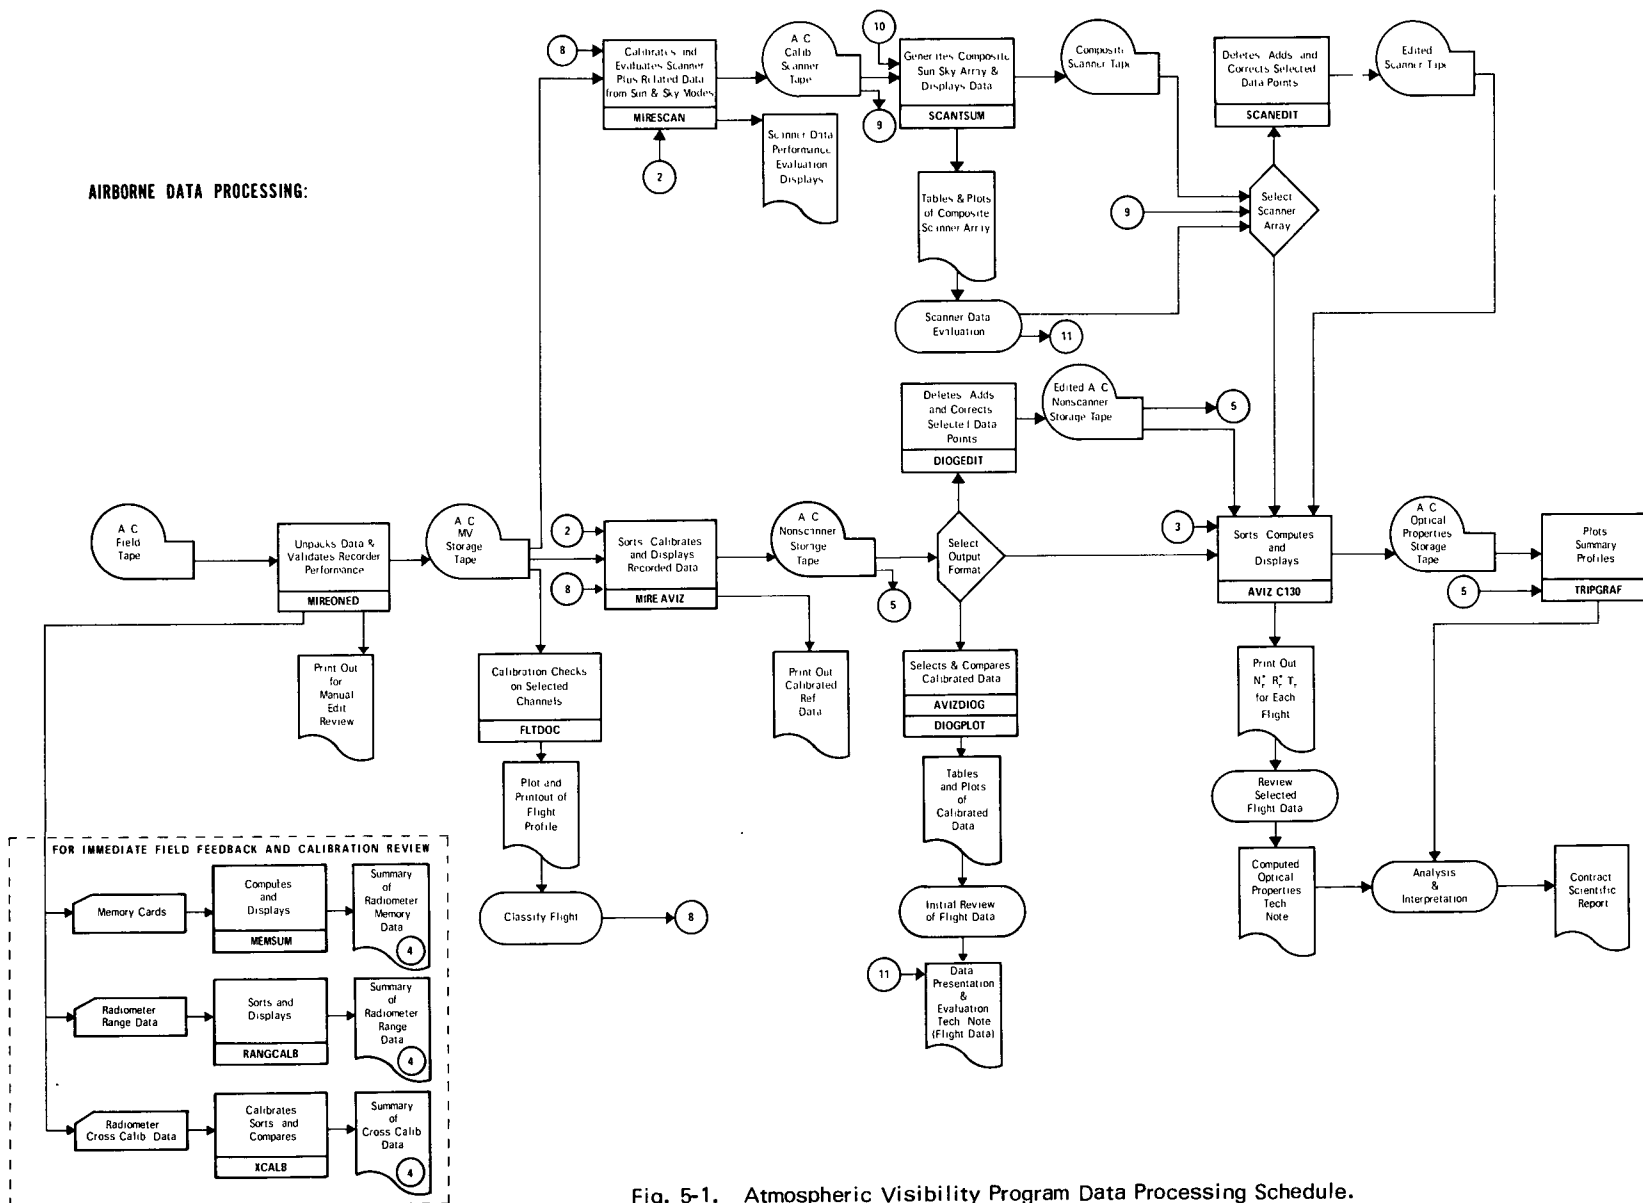 AIRBORNE DATA PROCESSING:
8
Calibrates and
Evaluates Scanner
Plus Related Data
from Sun & Sky Modes
MIRESCAN
2
A C
Calib
Scanner
Tape
9
Scanner Data
Performance
Evaluation
Displays
10
Generates Composite
Sun Sky Array &
Displays Data
SCANTSUM
Composite
Scanner Tape
Tables & Plots
of Composite
Scanner Array
Scanner Data
Evaluation
11
Deletes Adds and
Corrects Selected
Data Points
SCANEDIT
Edited
Scanner Tape
9
Select
Scanner
Array
Deletes Adds
and Corrects
Selected Data
Points
DIOGEDIT
Edited A C
Nonscanner
Storage Tape
5
A C
Field
Tape
Unpacks Data &
Validates Recorder
Performance
MIREONED
A C
MV
Storage
Tape
2
8
Sorts Calibrates
and Displays
Recorded Data
MIRE AVIZ
A C
Nonscanner
Storage
Tape
5
Select
Output
Format
3
Sorts Computes
and
Displays
AVIZ C130
A C
Optical
Properties
Storage
Tape
5
Plots
Summary
Profiles
TRIPGRAF
Print Out
for
Manual
Edit
Review
Calibration Checks
on Selected
Channels
FLTDOC
Print Out
Calibrated
Ref
Data
Selects & Compares
Calibrated Data
AVIZDIOG
DIOGPLOT
Print Out
N*r R*r Tr
for Each
Flight
Plot and
Printout of
Flight
Profile
Tables
and Plots
of
Calibrated
Data
Review
Selected
Flight Data
Classify Flight
8
Initial Review
of Flight Data
Computed
Optical
Properties
Tech
Note
Analysis
&
Interpretation
Contract
Scientific
Report
11
Data
Presentation
&
Evaluation
Tech Note
(Flight Data)
FOR IMMEDIATE FIELD FEEDBACK AND CALIBRATION REVIEW
Memory Cards
Computes
and
Displays
MEMSUM
Summary
of
Radiometer
Memory
Data
4
Radiometer
Range Data
Sorts and
Displays
RANGCALB
Summary
of
Radiometer
Range
Data
4
Radiometer
Cross Calib Data
Calibrates
Sorts and
Compares
XCALB
Summary
of
Cross Calib
Data
4
Fig. 5-1. Atmospheric Visibility Program Data Processing Schedule.